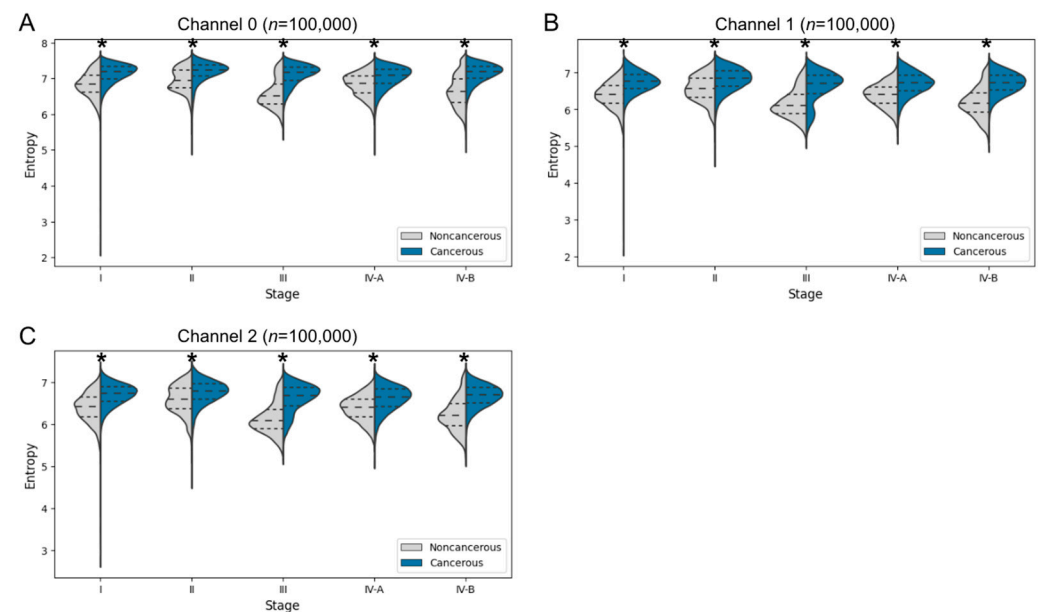 A
Channel 0 (n=100,000)
* * * * *
8
7
6
5
4
3
2
Entropy
Noncancerous
Cancerous
I II III IV-A IV-B
Stage
B
Channel 1 (n=100,000)
* * * * *
7
6
5
4
3
2
Entropy
Noncancerous
Cancerous
I II III IV-A IV-B
Stage
C
Channel 2 (n=100,000)
* * * * *
7
6
5
4
3
Entropy
Noncancerous
Cancerous
I II III IV-A IV-B
Stage